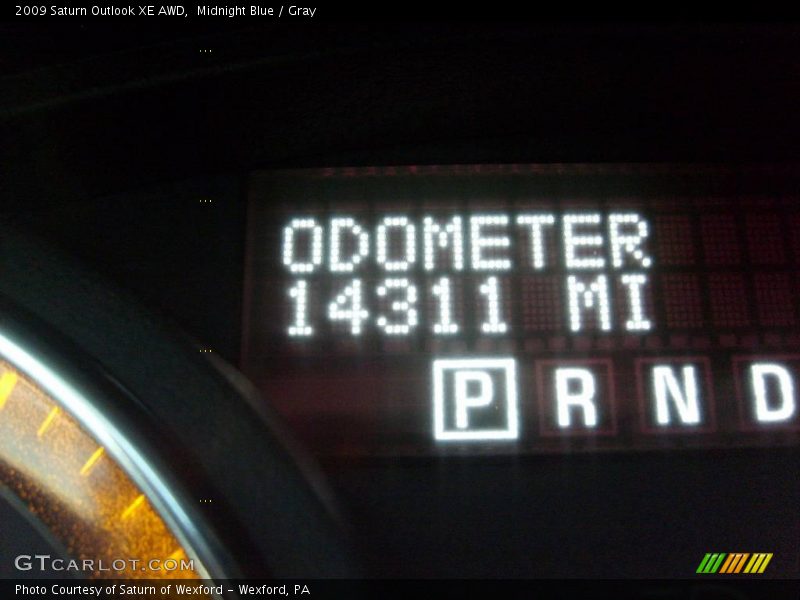 2009 Saturn Outlook XE AWD,  Midnight Blue / Gray
ODOMETER
14311 MI
P R N D
GTCARLOT.COM
Photo Courtesy of Saturn of Wexford - Wexford, PA